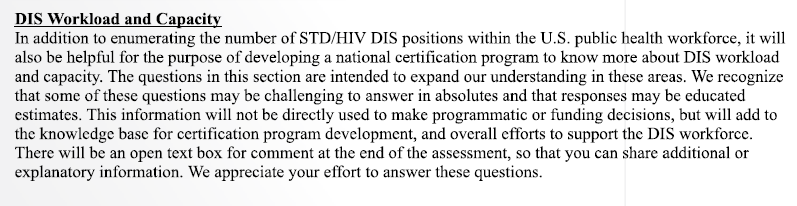 DIS Workload and Capacity
In addition to enumerating the number of STD/HIV DIS positions within the U.S. public health workforce, it will
also be helpful for the purpose of developing a national certification program to know more about DIS workload
and capacity. The questions in this section are intended to expand our understanding in these areas. We recognize
that some of these questions may be challenging to answer in absolutes and that responses may be educated
estimates. This information will not be directly used to make programmatic or funding decisions, but will add to
the knowledge base for certification program development, and overall efforts to support the DIS workforce.
There will be an open text box for comment at the end of the assessment, so that you can share additional or
explanatory information. We appreciate your effort to answer these questions.